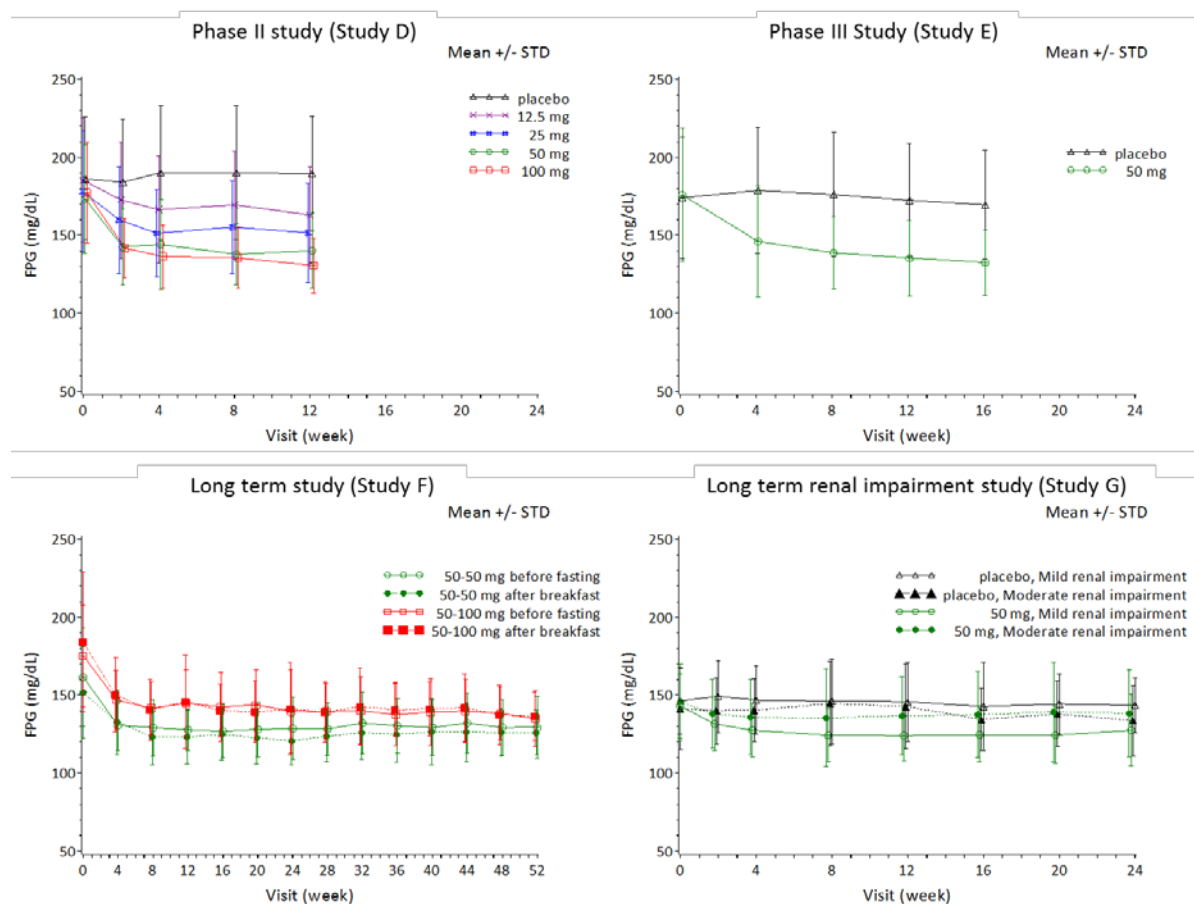 Phase II study (Study D)
Mean +/- STD
placebo
12.5 mg
25 mg
50 mg
100 mg
FPG (mg/dL)
250
200
150
100
50
0 4 8 12 16 20 24
Visit (week)
Phase III Study (Study E)
Mean +/- STD
placebo
50 mg
FPG (mg/dL)
250
200
150
100
50
0 4 8 12 16 20 24
Visit (week)
Long term study (Study F)
Mean +/- STD
50-50 mg before fasting
50-50 mg after breakfast
50-100 mg before fasting
50-100 mg after breakfast
FPG (mg/dL)
250
200
150
100
50
0 4 8 12 16 20 24 28 32 36 40 44 48 52
Visit (week)
Long term renal impairment study (Study G)
Mean +/- STD
placebo, Mild renal impairment
placebo, Moderate renal impairment
50 mg, Mild renal impairment
50 mg, Moderate renal impairment
FPG (mg/dL)
250
200
150
100
50
0 4 8 12 16 20 24
Visit (week)